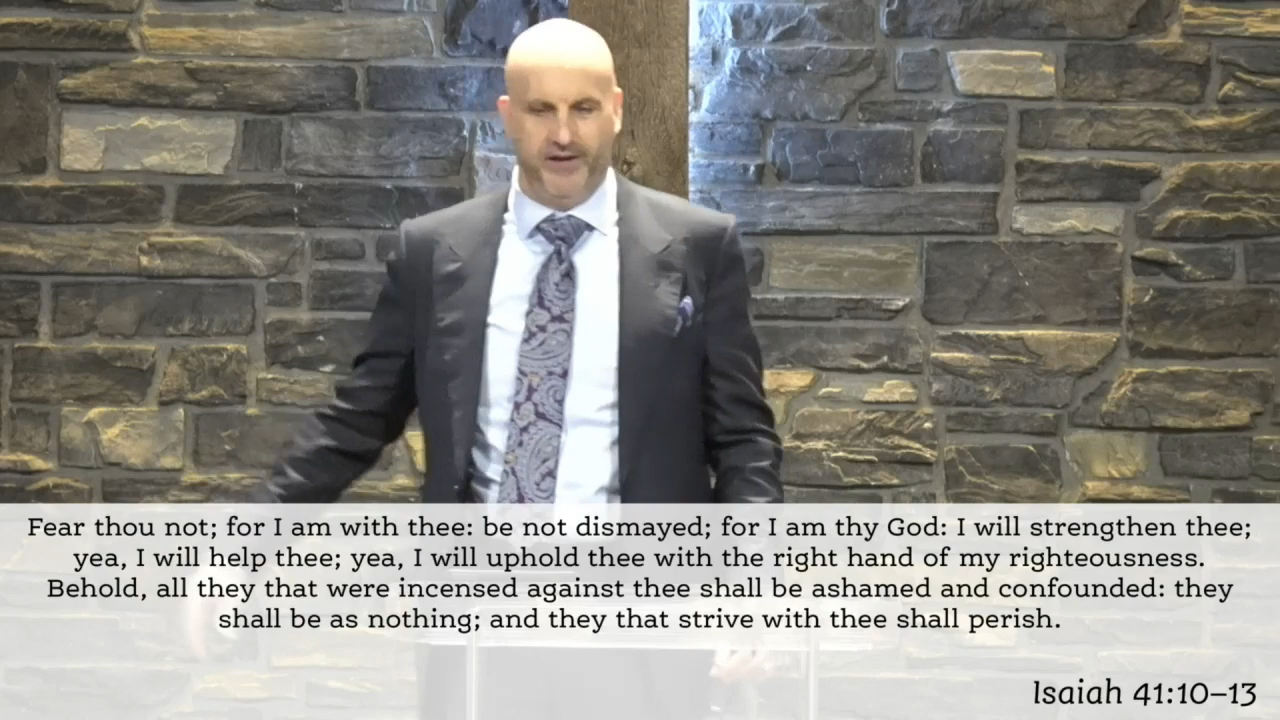 Fear thou not; for I am with thee: be not dismayed; for I am thy God: I will strengthen thee;
yea, I will help thee; yea, I will uphold thee with the right hand of my righteousness.
Behold, all they that were incensed against thee shall be ashamed and confounded: they
shall be as nothing; and they that strive with thee shall perish.
Isaiah 41:10–13